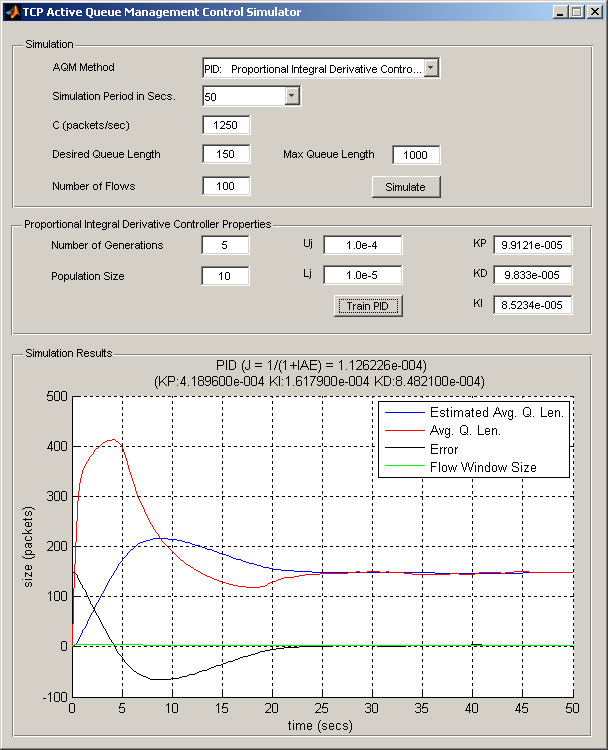 TCP Active Queue Management Control Simulator
Simulation
AQM Method
PID:   Proportional Integral Derivative Contro...
Simulation Period in Secs.
50
C (packets/sec)
1250
Desired Queue Length
150
Max Queue Length
1000
Number of Flows
100
Simulate
Proportional Integral Derivative Controller Properties
Number of Generations
5
Uj
1.0e-4
KP
9.9121e-005
Population Size
10
Lj
1.0e-5
KD
9.833e-005
Train PID
KI
8.5234e-005
Simulation Results
PID (J = 1/(1+IAE) = 1.126226e-004)
(KP:4.189600e-004 KI:1.617900e-004 KD:8.482100e-004)
Estimated Avg. Q. Len.
Avg. Q. Len.
Error
Flow Window Size
size (packets)
500
400
300
200
100
0
-100
0 5 10 15 20 25 30 35 40 45 50
time (secs)